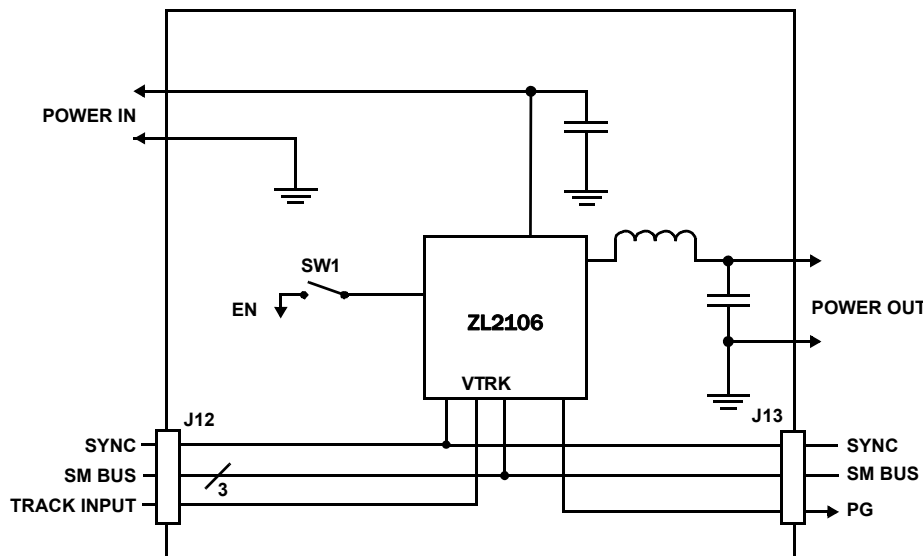 POWER IN
SW1
EN
ZL2106
POWER OUT
VTRK
J12
J13
SYNC
SYNC
SM BUS
3
SM BUS
TRACK INPUT
PG